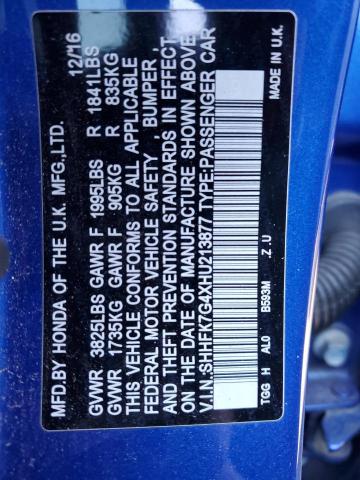 MFD.BY HONDA OF THE U.K. MFG.,LTD. 12/16
GVWR 3825LBS GAWR F 1995LBS R 1841LBS
GVWR 1735KG GAWR F 905KG R 835KG
THIS VEHICLE CONFORMS TO ALL APPLICABLE
FEDERAL MOTOR VEHICLE SAFETY , BUMPER ,
AND THEFT PREVENTION STANDARDS IN EFFECT
ON THE DATE OF MANUFACTURE SHOWN ABOVE.
V.I.N.:SHHFK7G4XHU213877 TYPE:PASSENGER CAR
TGG H AL0 B593M .Z .U